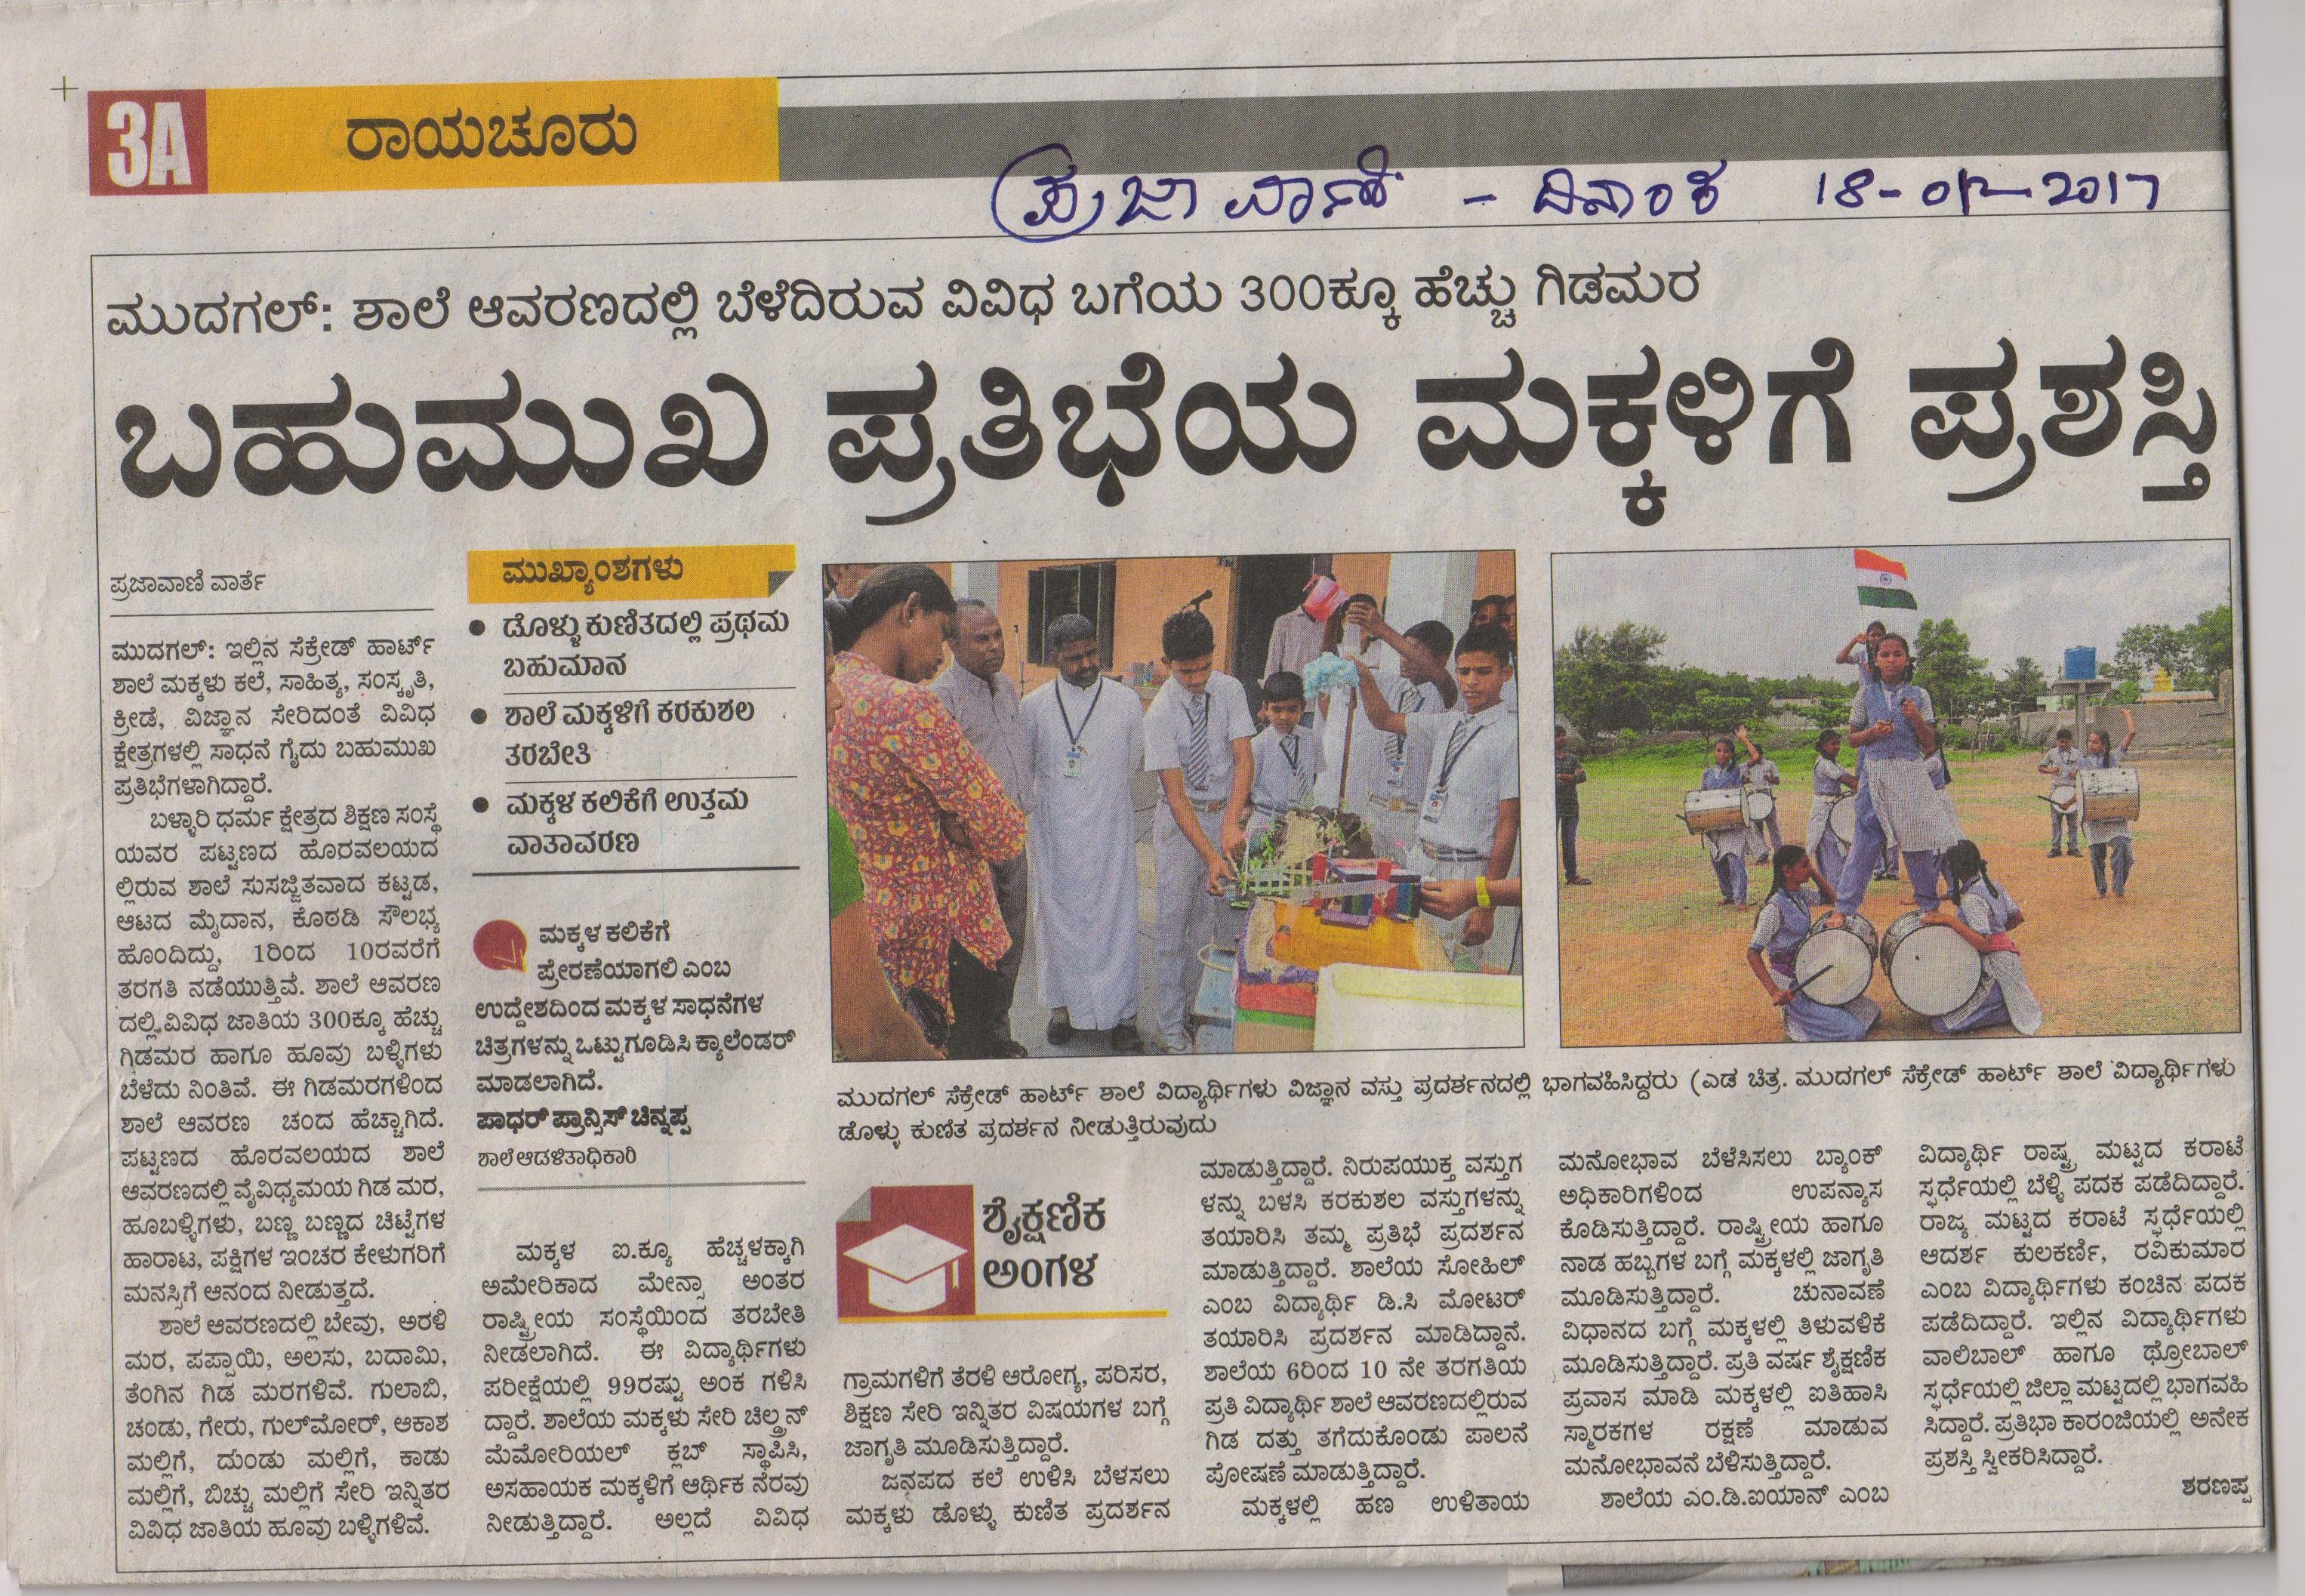 3A
ರಾಯಚೂರು
ಪ್ರಜಾವಾಣಿ - ದಿನಾಂಕ 18-07-2017
ಮುದಗಲ್: ಶಾಲೆ ಆವರಣದಲ್ಲಿ ಬೆಳೆದಿರುವ ವಿವಿಧ ಬಗೆಯ 300ಕ್ಕೂ ಹೆಚ್ಚು ಗಿಡಮರ
ಬಹುಮುಖ ಪ್ರತಿಭೆಯ ಮಕ್ಕಳಿಗೆ ಪ್ರಶಸ್ತಿ
ಪ್ರಜಾವಾಣಿ ವಾರ್ತೆ
ಮುದಗಲ್: ಇಲ್ಲಿನ ಸೆಕ್ರೇಡ್ ಹಾರ್ಟ್
ಶಾಲೆ ಮಕ್ಕಳು ಕಲೆ, ಸಾಹಿತ್ಯ, ಸಂಸ್ಕೃತಿ,
ಕ್ರೀಡೆ, ವಿಜ್ಞಾನ ಸೇರಿದಂತೆ ವಿವಿಧ
ಕ್ಷೇತ್ರಗಳಲ್ಲಿ ಸಾಧನೆ ಗೈದು ಬಹುಮುಖ
ಪ್ರತಿಭೆಗಳಾಗಿದ್ದಾರೆ.
ಬಳ್ಳಾರಿ ಧರ್ಮ ಕ್ಷೇತ್ರದ ಶಿಕ್ಷಣ ಸಂಸ್ಥೆ
ಯವರ ಪಟ್ಟಣದ ಹೊರವಲಯದ
ಲ್ಲಿರುವ ಶಾಲೆ ಸುಸಜ್ಜಿತವಾದ ಕಟ್ಟಡ,
ಆಟದ ಮೈದಾನ, ಕೊಠಡಿ ಸೌಲಭ್ಯ
ಹೊಂದಿದ್ದು, 1ರಿಂದ 10ರವರೆಗೆ
ತರಗತಿ ನಡೆಯುತ್ತಿವೆ. ಶಾಲೆ ಆವರಣ
ದಲ್ಲಿ ವಿವಿಧ ಜಾತಿಯ 300ಕ್ಕೂ ಹೆಚ್ಚು
ಗಿಡಮರ ಹಾಗೂ ಹೂವು ಬಳ್ಳಿಗಳು
ಬೆಳೆದು ನಿಂತಿವೆ. ಈ ಗಿಡಮರಗಳಿಂದ
ಶಾಲೆ ಆವರಣ ಚಂದ ಹೆಚ್ಚಾಗಿದೆ.
ಪಟ್ಟಣದ ಹೊರವಲಯದ ಶಾಲೆ
ಆವರಣದಲ್ಲಿ ವೈವಿಧ್ಯಮಯ ಗಿಡ ಮರ,
ಹೂಬಳ್ಳಿಗಳು, ಬಣ್ಣ ಬಣ್ಣದ ಚಿಟ್ಟೆಗಳ
ಹಾರಾಟ, ಪಕ್ಷಿಗಳ ಇಂಚರ ಕೇಳುಗರಿಗೆ
ಮನಸ್ಸಿಗೆ ಆನಂದ ನೀಡುತ್ತದೆ.
ಶಾಲೆ ಆವರಣದಲ್ಲಿ ಬೇವು, ಅರಳಿ
ಮರ, ಪಪ್ಪಾಯಿ, ಅಲಸು, ಬದಾಮಿ,
ತೆಂಗಿನ ಗಿಡ ಮರಗಳಿವೆ. ಗುಲಾಬಿ,
ಚಂಡು, ಗೇರು, ಗುಲ್‌ಮೋರ್, ಆಕಾಶ
ಮಲ್ಲಿಗೆ, ದುಂಡು ಮಲ್ಲಿಗೆ, ಕಾಡು
ಮಲ್ಲಿಗೆ, ಬಿಚ್ಚು ಮಲ್ಲಿಗೆ ಸೇರಿ ಇನ್ನಿತರ
ವಿವಿಧ ಜಾತಿಯ ಹೂವು ಬಳ್ಳಿಗಳಿವೆ.
ಮುಖ್ಯಾಂಶಗಳು
● ಡೊಳ್ಳು ಕುಣಿತದಲ್ಲಿ ಪ್ರಥಮ
ಬಹುಮಾನ
● ಶಾಲೆ ಮಕ್ಕಳಿಗೆ ಕರಕುಶಲ
ತರಬೇತಿ
● ಮಕ್ಕಳ ಕಲಿಕೆಗೆ ಉತ್ತಮ
ವಾತಾವರಣ
ಮಕ್ಕಳ ಕಲಿಕೆಗೆ
ಪ್ರೇರಣೆಯಾಗಲಿ ಎಂಬ
ಉದ್ದೇಶದಿಂದ ಮಕ್ಕಳ ಸಾಧನೆಗಳ
ಚಿತ್ರಗಳನ್ನು ಒಟ್ಟುಗೂಡಿಸಿ ಕ್ಯಾಲೆಂಡರ್
ಮಾಡಲಾಗಿದೆ.
ಪಾಧರ್ ಪ್ರಾನ್ಸಿಸ್ ಚಿನ್ನಪ್ಪ
ಶಾಲೆ ಆಡಳಿತಾಧಿಕಾರಿ
ಮಕ್ಕಳ ಐ.ಕ್ಯೂ ಹೆಚ್ಚಳಕ್ಕಾಗಿ
ಅಮೇರಿಕಾದ ಮೇನ್ಸಾ ಅಂತರ
ರಾಷ್ಟ್ರೀಯ ಸಂಸ್ಥೆಯಿಂದ ತರಬೇತಿ
ನೀಡಲಾಗಿದೆ. ಈ ವಿದ್ಯಾರ್ಥಿಗಳು
ಪರೀಕ್ಷೆಯಲ್ಲಿ 99ರಷ್ಟು ಅಂಕ ಗಳಿಸಿ
ದ್ದಾರೆ. ಶಾಲೆಯ ಮಕ್ಕಳು ಸೇರಿ ಚಿಲ್ಡ್ರನ್
ಮೆಮೋರಿಯಲ್ ಕ್ಲಬ್ ಸ್ಥಾಪಿಸಿ,
ಅಸಹಾಯಕ ಮಕ್ಕಳಿಗೆ ಆರ್ಥಿಕ ನೆರವು
ನೀಡುತ್ತಿದ್ದಾರೆ. ಅಲ್ಲದೆ ವಿವಿಧ
ಮುದಗಲ್ ಸೆಕ್ರೇಡ್ ಹಾರ್ಟ್ ಶಾಲೆ ವಿದ್ಯಾರ್ಥಿಗಳು ವಿಜ್ಞಾನ ವಸ್ತು ಪ್ರದರ್ಶನದಲ್ಲಿ ಭಾಗವಹಿಸಿದ್ದರು (ಎಡ ಚಿತ್ರ. ಮುದಗಲ್ ಸೆಕ್ರೇಡ್ ಹಾರ್ಟ್ ಶಾಲೆ ವಿದ್ಯಾರ್ಥಿಗಳು
ಡೊಳ್ಳು ಕುಣಿತ ಪ್ರದರ್ಶನ ನೀಡುತ್ತಿರುವುದು
ಶೈಕ್ಷಣಿಕ
ಅಂಗಳ
ಗ್ರಾಮಗಳಿಗೆ ತೆರಳಿ ಆರೋಗ್ಯ, ಪರಿಸರ,
ಶಿಕ್ಷಣ ಸೇರಿ ಇನ್ನಿತರ ವಿಷಯಗಳ ಬಗ್ಗೆ
ಜಾಗೃತಿ ಮೂಡಿಸುತ್ತಿದ್ದಾರೆ.
ಜನಪದ ಕಲೆ ಉಳಿಸಿ ಬೆಳಸಲು
ಮಕ್ಕಳು ಡೊಳ್ಳು ಕುಣಿತ ಪ್ರದರ್ಶನ
ಮಾಡುತ್ತಿದ್ದಾರೆ. ನಿರುಪಯುಕ್ತ ವಸ್ತುಗ
ಳನ್ನು ಬಳಸಿ ಕರಕುಶಲ ವಸ್ತುಗಳನ್ನು
ತಯಾರಿಸಿ ತಮ್ಮ ಪ್ರತಿಭೆ ಪ್ರದರ್ಶನ
ಮಾಡುತ್ತಿದ್ದಾರೆ. ಶಾಲೆಯ ಸೋಹಿಲ್
ಎಂಬ ವಿದ್ಯಾರ್ಥಿ ಡಿ.ಸಿ ಮೋಟರ್
ತಯಾರಿಸಿ ಪ್ರದರ್ಶನ ಮಾಡಿದ್ದಾನೆ.
ಶಾಲೆಯ 6ರಿಂದ 10 ನೇ ತರಗತಿಯ
ಪ್ರತಿ ವಿದ್ಯಾರ್ಥಿ ಶಾಲೆ ಆವರಣದಲ್ಲಿರುವ
ಗಿಡ ದತ್ತು ತಗೆದುಕೊಂಡು ಪಾಲನೆ
ಪೋಷಣೆ ಮಾಡುತ್ತಿದ್ದಾರೆ.
ಮಕ್ಕಳಲ್ಲಿ ಹಣ ಉಳಿತಾಯ
ಮನೋಭಾವ ಬೆಳೆಸಿಸಲು ಬ್ಯಾಂಕ್
ಅಧಿಕಾರಿಗಳಿಂದ ಉಪನ್ಯಾಸ
ಕೊಡಿಸುತ್ತಿದ್ದಾರೆ. ರಾಷ್ಟ್ರೀಯ ಹಾಗೂ
ನಾಡ ಹಬ್ಬಗಳ ಬಗ್ಗೆ ಮಕ್ಕಳಲ್ಲಿ ಜಾಗೃತಿ
ಮೂಡಿಸುತ್ತಿದ್ದಾರೆ. ಚುನಾವಣೆ
ವಿಧಾನದ ಬಗ್ಗೆ ಮಕ್ಕಳಲ್ಲಿ ತಿಳುವಳಿಕೆ
ಮೂಡಿಸುತ್ತಿದ್ದಾರೆ. ಪ್ರತಿ ವರ್ಷ ಶೈಕ್ಷಣಿಕ
ಪ್ರವಾಸ ಮಾಡಿ ಮಕ್ಕಳಲ್ಲಿ ಐತಿಹಾಸಿ
ಸ್ಮಾರಕಗಳ ರಕ್ಷಣೆ ಮಾಡುವ
ಮನೋಭಾವನೆ ಬೆಳಿಸುತ್ತಿದ್ದಾರೆ.
ಶಾಲೆಯ ಎಂ.ಡಿ.ಐಯಾನ್ ಎಂಬ
ವಿದ್ಯಾರ್ಥಿ ರಾಷ್ಟ್ರ ಮಟ್ಟದ ಕರಾಟೆ
ಸ್ಪರ್ಧೆಯಲ್ಲಿ ಬೆಳ್ಳಿ ಪದಕ ಪಡೆದಿದ್ದಾರೆ.
ರಾಜ್ಯ ಮಟ್ಟದ ಕರಾಟೆ ಸ್ಪರ್ಧೆಯಲ್ಲಿ
ಆದರ್ಶ ಕುಲಕರ್ಣಿ, ರವಿಕುಮಾರ
ಎಂಬ ವಿದ್ಯಾರ್ಥಿಗಳು ಕಂಚಿನ ಪದಕ
ಪಡೆದಿದ್ದಾರೆ. ಇಲ್ಲಿನ ವಿದ್ಯಾರ್ಥಿಗಳು
ವಾಲಿಬಾಲ್ ಹಾಗೂ ಥ್ರೋಬಾಲ್
ಸ್ಪರ್ಧೆಯಲ್ಲಿ ಜಿಲ್ಲಾ ಮಟ್ಟದಲ್ಲಿ ಭಾಗವಹಿ
ಸಿದ್ದಾರೆ. ಪ್ರತಿಭಾ ಕಾರಂಜಿಯಲ್ಲಿ ಅನೇಕ
ಪ್ರಶಸ್ತಿ ಸ್ವೀಕರಿಸಿದ್ದಾರೆ.
ಶರಣಪ್ಪ